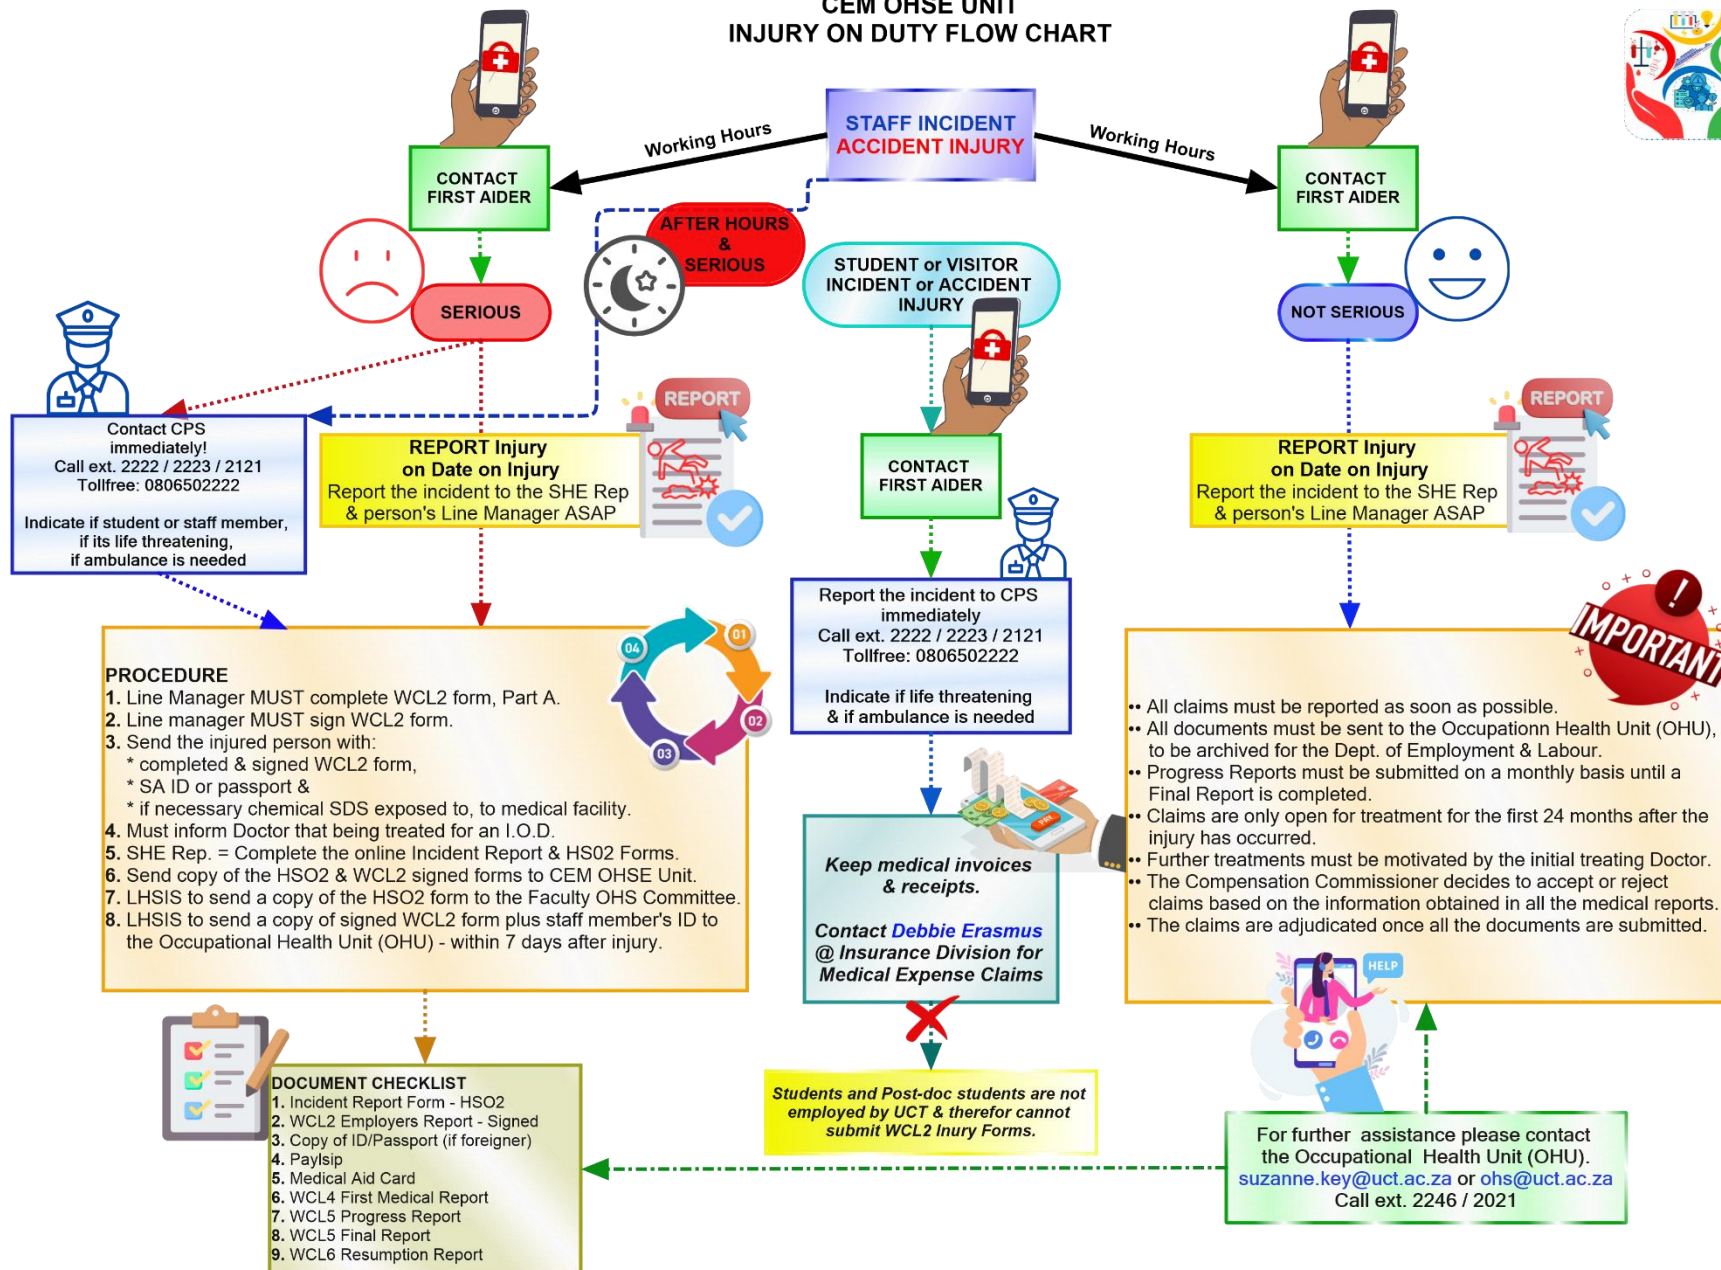 CEM OHSE UNIT
INJURY ON DUTY FLOW CHART
STAFF INCIDENT
ACCIDENT INJURY
Working Hours
Working Hours
CONTACT
FIRST AIDER
CONTACT
FIRST AIDER
AFTER HOURS
&
SERIOUS
SERIOUS
STUDENT or VISITOR
INCIDENT or ACCIDENT
INJURY
NOT SERIOUS
Contact CPS
immediately!
Call ext. 2222 / 2223 / 2121
Tollfree: 0806502222
Indicate if student or staff member,
if its life threatening,
if ambulance is needed
REPORT
REPORT Injury
on Date on Injury
Report the incident to the SHE Rep
& person's Line Manager ASAP
CONTACT
FIRST AIDER
REPORT
REPORT Injury
on Date on Injury
Report the incident to the SHE Rep
& person's Line Manager ASAP
Report the incident to CPS
immediately
Call ext. 2222 / 2223 / 2121
Tollfree: 0806502222
Indicate if life threatening
& if ambulance is needed
PROCEDURE
1. Line Manager MUST complete WCL2 form, Part A.
2. Line manager MUST sign WCL2 form.
3. Send the injured person with:
* completed & signed WCL2 form,
* SA ID or passport &
* if necessary chemical SDS exposed to, to medical facility.
4. Must inform Doctor that being treated for an I.O.D.
5. SHE Rep. = Complete the online Incident Report & HS02 Forms.
6. Send copy of the HSO2 & WCL2 signed forms to CEM OHSE Unit.
7. LHSIS to send a copy of the HSO2 form to the Faculty OHS Committee.
8. LHSIS to send a copy of signed WCL2 form plus staff member's ID to
the Occupational Health Unit (OHU) - within 7 days after injury.
01
02
03
04
!
IMPORTANT
•• All claims must be reported as soon as possible.
•• All documents must be sent to the Occupationn Health Unit (OHU),
to be archived for the Dept. of Employment & Labour.
•• Progress Reports must be submitted on a monthly basis until a
Final Report is completed.
•• Claims are only open for treatment for the first 24 months after the
injury has occurred.
•• Further treatments must be motivated by the initial treating Doctor.
•• The Compensation Commissioner decides to accept or reject
claims based on the information obtained in all the medical reports.
•• The claims are adjudicated once all the documents are submitted.
PAY
Keep medical invoices
& receipts.
Contact Debbie Erasmus
@ Insurance Division for
Medical Expense Claims
HELP
DOCUMENT CHECKLIST
1. Incident Report Form - HSO2
2. WCL2 Employers Report - Signed
3. Copy of ID/Passport (if foreigner)
4. Paylsip
5. Medical Aid Card
6. WCL4 First Medical Report
7. WCL5 Progress Report
8. WCL5 Final Report
9. WCL6 Resumption Report
Students and Post-doc students are not
employed by UCT & therefor cannot
submit WCL2 Inury Forms.
For further assistance please contact
the Occupational Health Unit (OHU).
suzanne.key@uct.ac.za or ohs@uct.ac.za
Call ext. 2246 / 2021